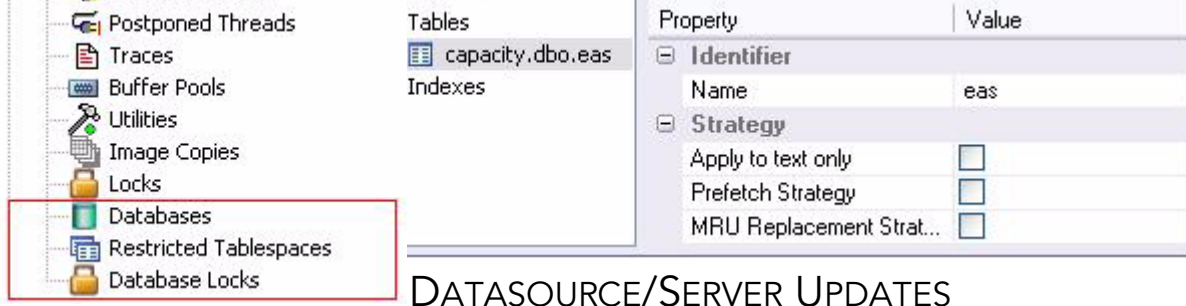 Postponed Threads
Traces
Buffer Pools
Utilities
Image Copies
Locks
Databases
Restricted Tablespaces
Database Locks
Tables
capacity.dbo.eas
Indexes
Property Value
Identifier
Name eas
Strategy
Apply to text only
Prefetch Strategy
MRU Replacement Strat...
DATASOURCE/SERVER UPDATES